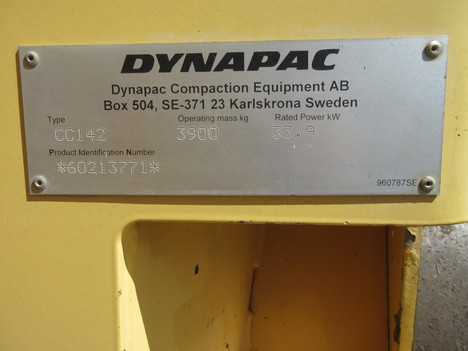 DYNAPAC
Dynapac Compaction Equipment AB
Box 504, SE-371 23 Karlskrona Sweden
Type Operating mass kg Rated Power kW
CC142 3900 33.9
Product Identification Number
*60213771*
960787SE